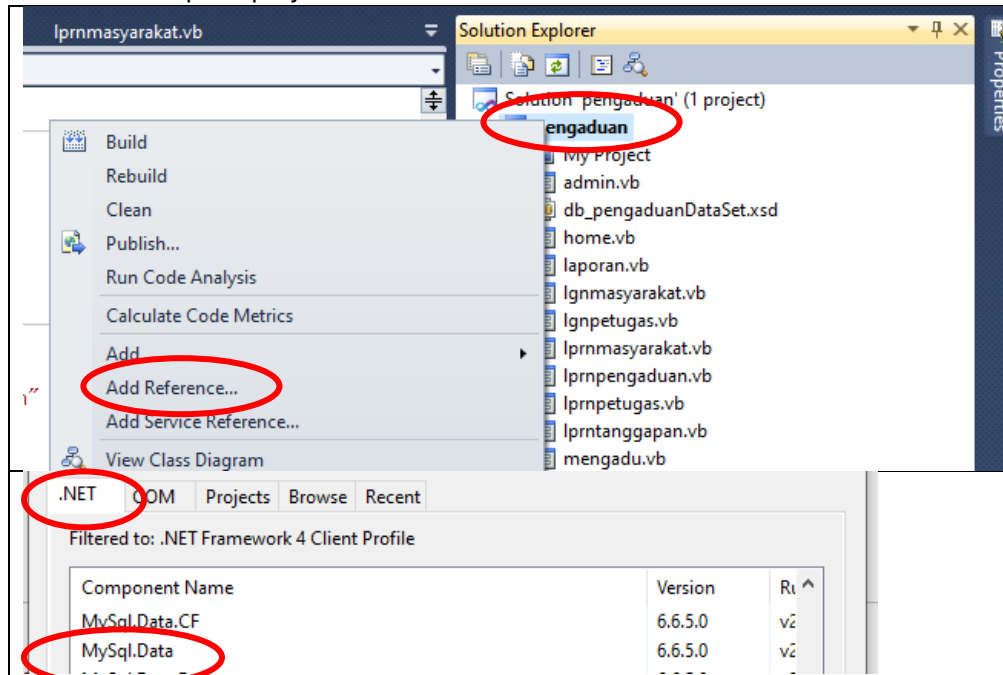 lprnmasyarakat.vb
Solution Explorer
Properties
Solution 'pengaduan' (1 project)
engaduan
My Project
admin.vb
db_pengaduanDataSet.xsd
home.vb
laporan.vb
lgnmasyarakat.vb
lgnpetugas.vb
lprnmasyarakat.vb
lprnpengaduan.vb
lprnpetugas.vb
lprntanggapan.vb
mengadu.vb
Build
Rebuild
Clean
Publish...
Run Code Analysis
Calculate Code Metrics
Add
Add Reference...
Add Service Reference...
View Class Diagram
.NET COM Projects Browse Recent
Filtered to: .NET Framework 4 Client Profile
Component Name Version
MySql.Data.CF 6.6.5.0 v2
MySql.Data 6.6.5.0 v2